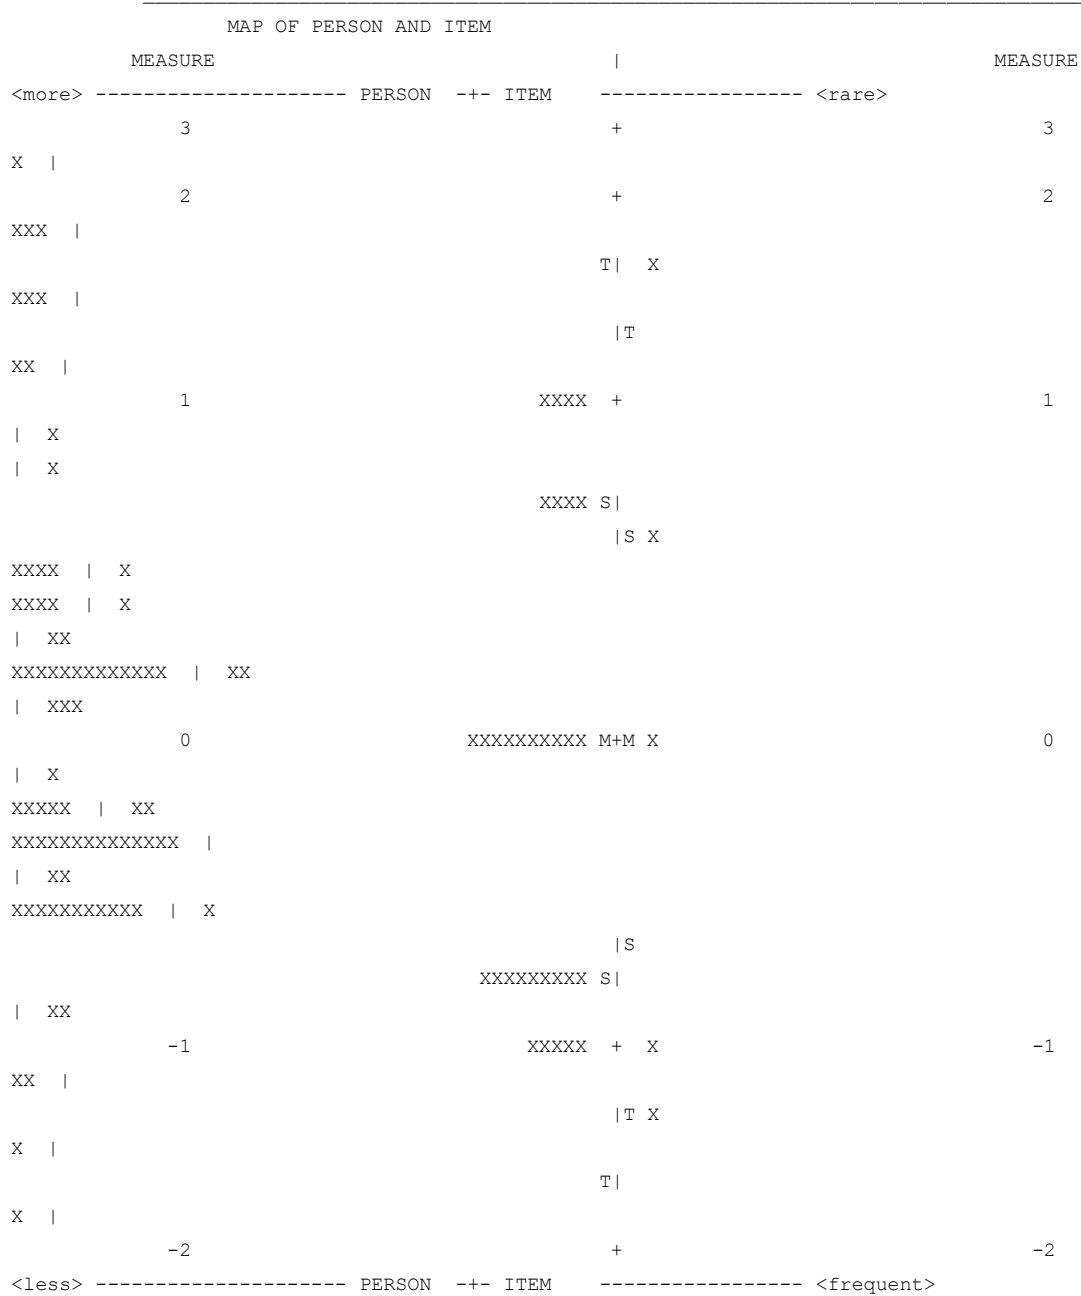 MAP OF PERSON AND ITEM
MEASURE | MEASURE
<more> --------------------- PERSON -+- ITEM ----------------- <rare>
3 + 3
X |
2 + 2
XXX |
T| X
XXX |
|T
XX |
1 XXXX + 1
| X
| X
XXXX S|
|S X
XXXX | X
XXXX | X
| XX
XXXXXXXXXXXXX | XX
| XXX
0 XXXXXXXXXX M+M X 0
| X
XXXXX | XX
XXXXXXXXXXXXXX |
| XX
XXXXXXXXXXX | X
|S
XXXXXXXXX S|
| XX
-1 XXXXX + X -1
XX |
|T X
X |
T|
X |
-2 + -2
<less> --------------------- PERSON -+- ITEM ----------------- <frequent>